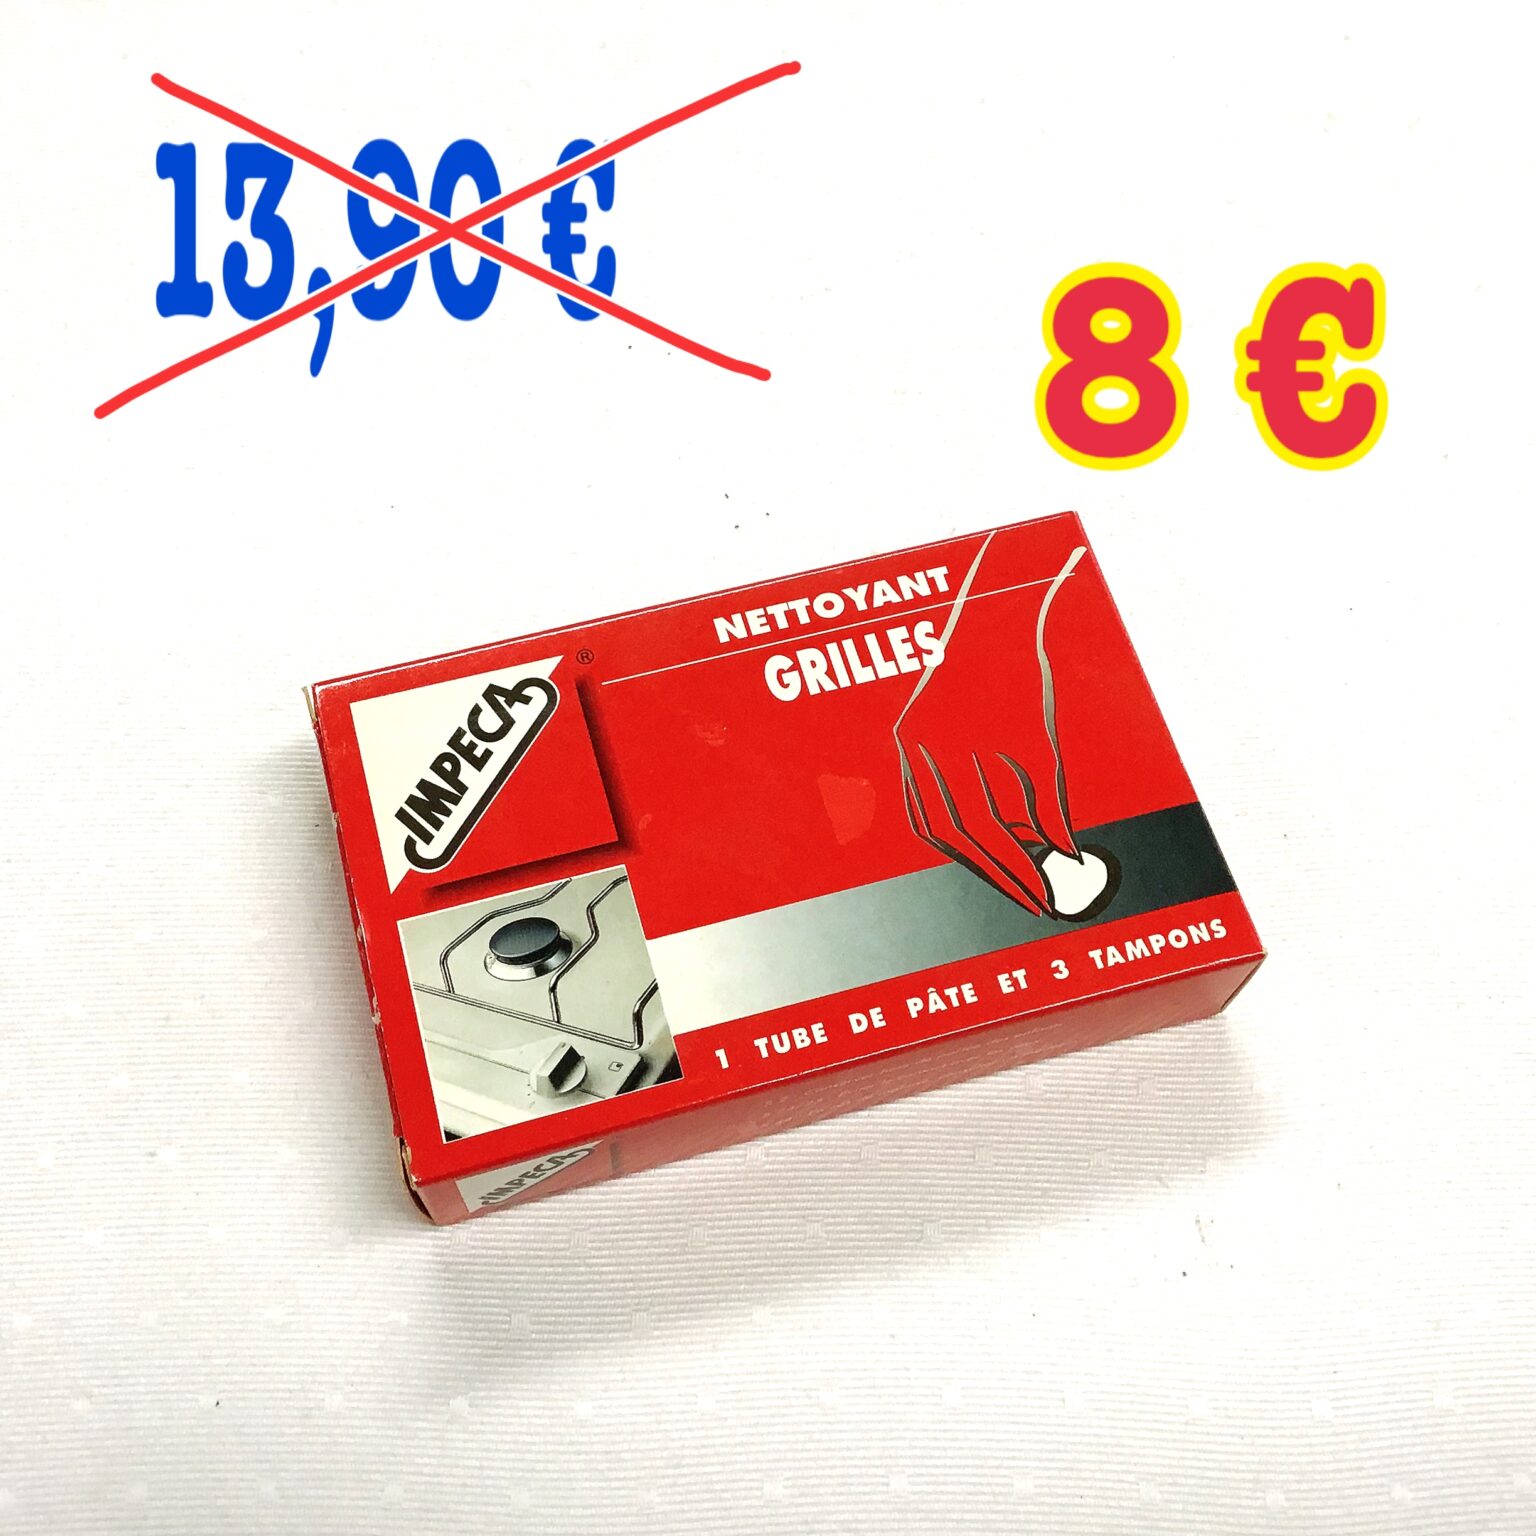 13,90 €
8 €
NETTOYANT
GRILLES
IMPECA ®
1 TUBE DE PÂTE ET 3 TAMPONS
IMPECA